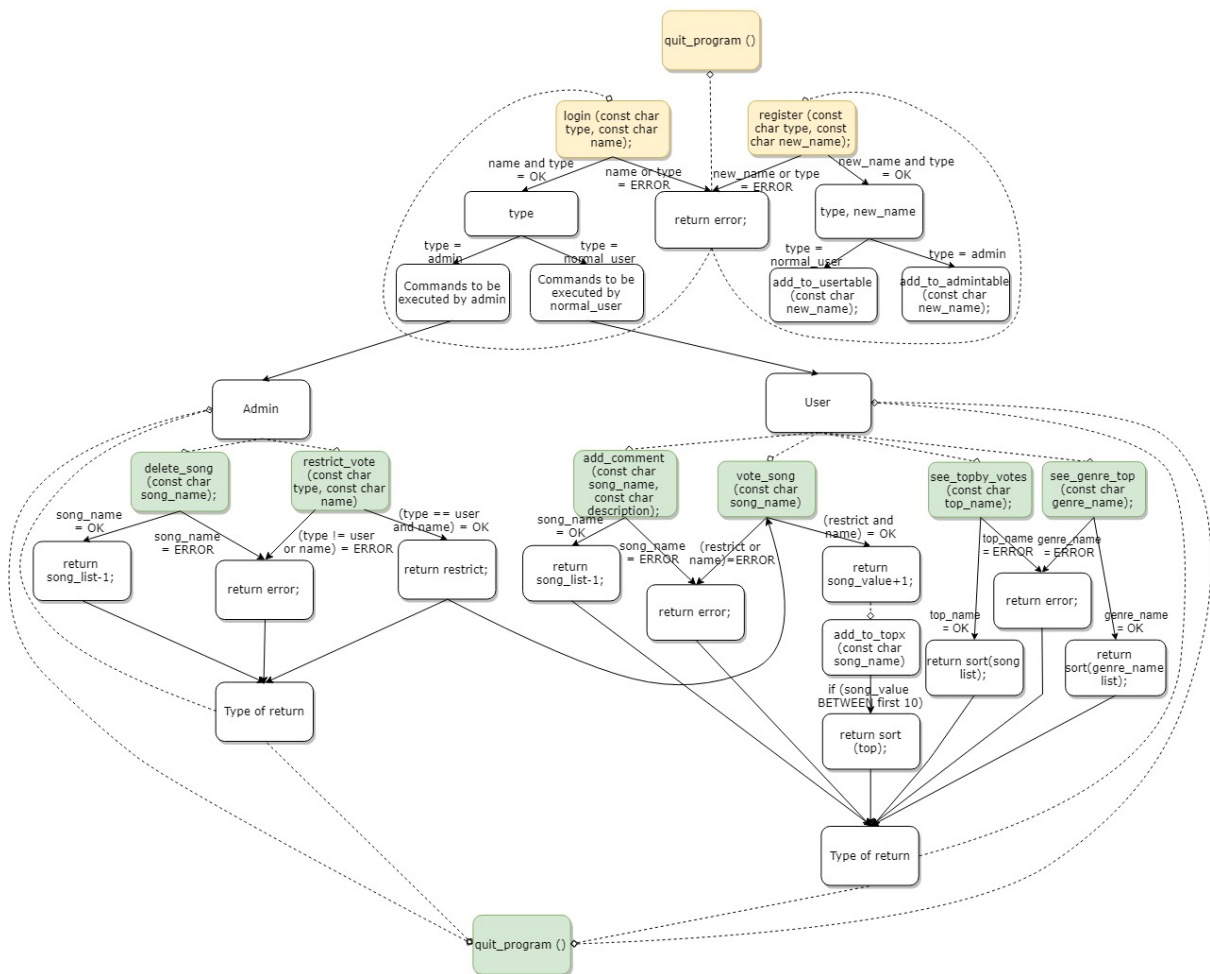 quit_program ()
login (const char
type, const char
name);
register (const
char type, const
char new_name);
name and type
= OK
name or type
= ERROR
new_name or type
= ERROR
new_name and type
= OK
type
return error;
type, new_name
type =
admin
type =
normal_user
type =
normal_user
type = admin
Commands to be
executed by admin
Commands to be
executed by
normal_user
add_to_usertable
(const char
new_name);
add_to_admintable
(const char
new_name);
Admin
User
delete_song
(const char
song_name);
restrict_vote
(const char
type, const char
name)
add_comment
(const char
song_name,
const char
description);
vote_song
(const char
song_name)
see_topby_votes
(const char
top_name);
see_genre_top
(const char
genre_name);
song_name
= OK
song_name
= ERROR
(type != user
or name) = ERROR
(type == user
and name) = OK
song_name
= OK
song_name
= ERROR
(restrict or
name)=ERROR
(restrict and
name) = OK
top_name
= ERROR
genre_name
= ERROR
return
song_list-1;
return error;
return restrict;
return
song_list-1;
return error;
return
song_value+1;
return error;
top_name
= OK
genre_name
= OK
add_to_topx
(const char
song_name)
return sort(song
list);
return
sort(genre_name
list);
if (song_value
BETWEEN first 10)
Type of return
return sort
(top);
Type of return
quit_program ()